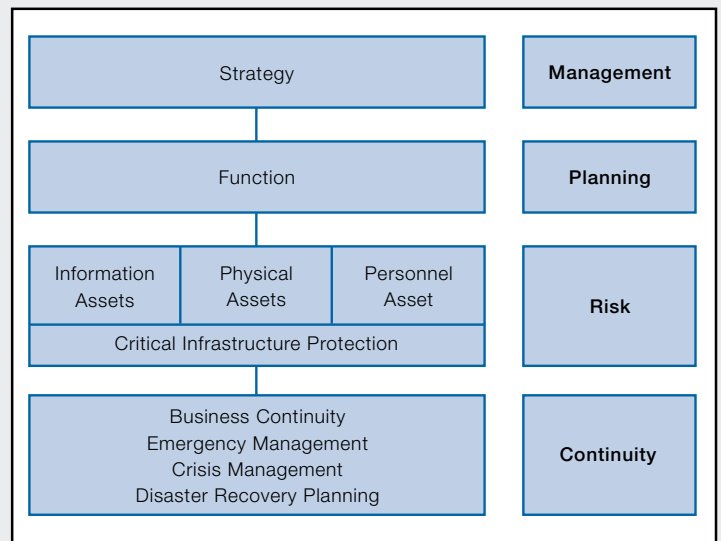 Strategy
Management
Function
Planning
Information
Assets
Physical
Assets
Personnel
Asset
Critical Infrastructure Protection
Risk
Business Continuity
Emergency Management
Crisis Management
Disaster Recovery Planning
Continuity